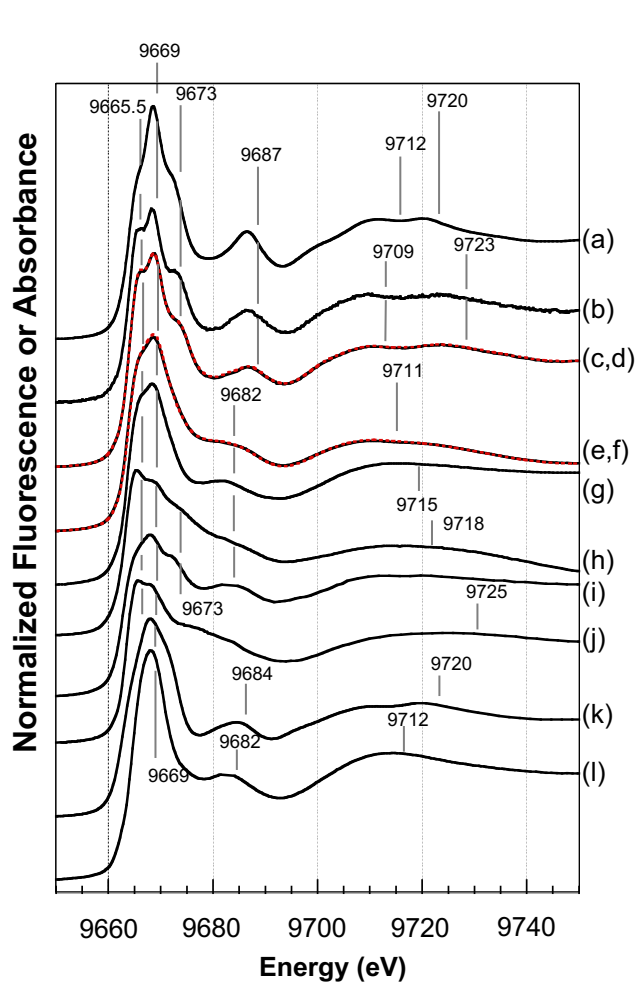 9669
9665.5
9673
9720
9687
9712
(a)
9709
9723
(b)
(c,d)
9711
9682
(e,f)
(g)
9715
9718
(h)
(i)
9673
9725
(j)
9684
9720
(k)
9682
9712
9669
(l)
9660 9680 9700 9720 9740
Energy (eV)
Normalized Fluorescence or Absorbance